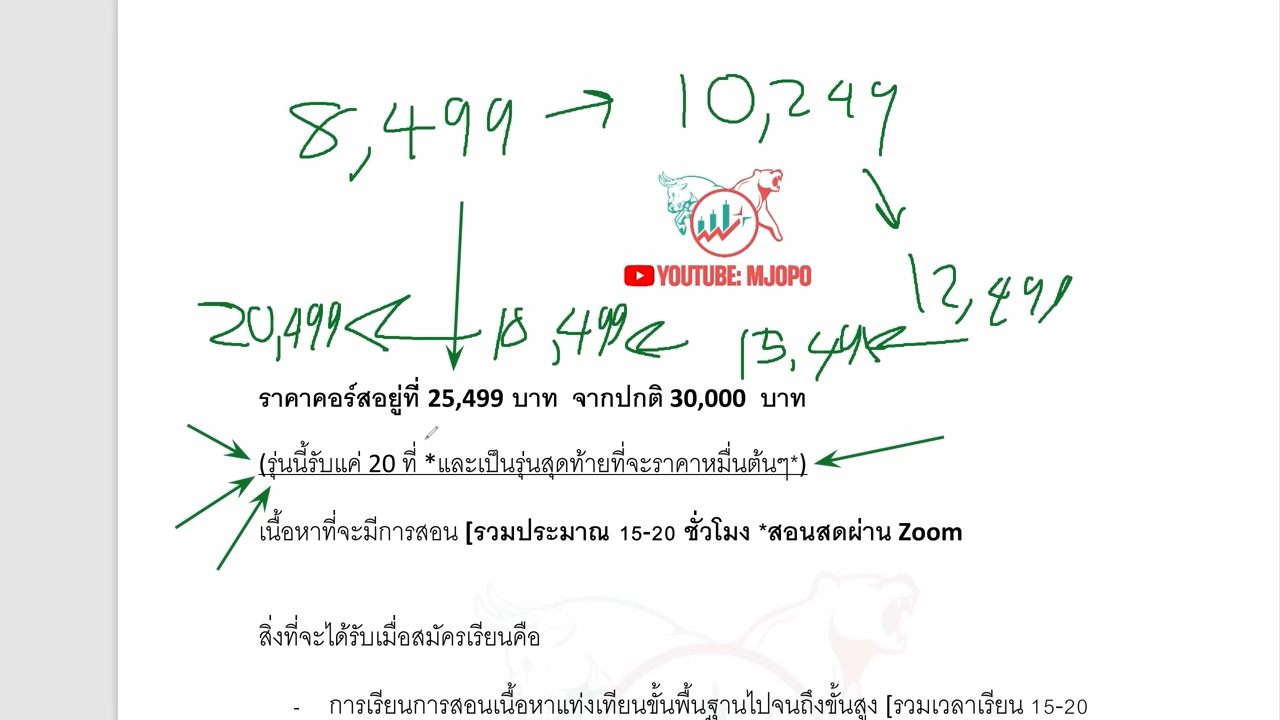 8,499 → 10,249
12,499
20,499 ← 18,499 ← 15,499 ←
YOUTUBE: MJOPO
ราคาคอร์สอยู่ที่ 25,499 บาท จากปกติ 30,000 บาท
(รุ่นนี้รับแค่ 20 ที่ *และเป็นรุ่นสุดท้ายที่จะราคาหมื่นต้นๆ*)
เนื้อหาที่จะมีการสอน [รวมประมาณ 15-20 ชั่วโมง *สอนสดผ่าน Zoom
สิ่งที่จะได้รับเมื่อสมัครเรียนคือ
- การเรียนการสอนเนื้อหาแท่งเทียนขั้นพื้นฐานไปจนถึงขั้นสูง [รวมเวลาเรียน 15-20